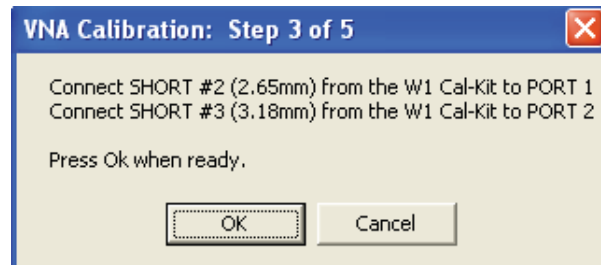 VNA Calibration: Step 3 of 5
Connect SHORT #2 (2.65mm) from the W1 Cal-Kit to PORT 1
Connect SHORT #3 (3.18mm) from the W1 Cal-Kit to PORT 2
Press Ok when ready.
OK Cancel